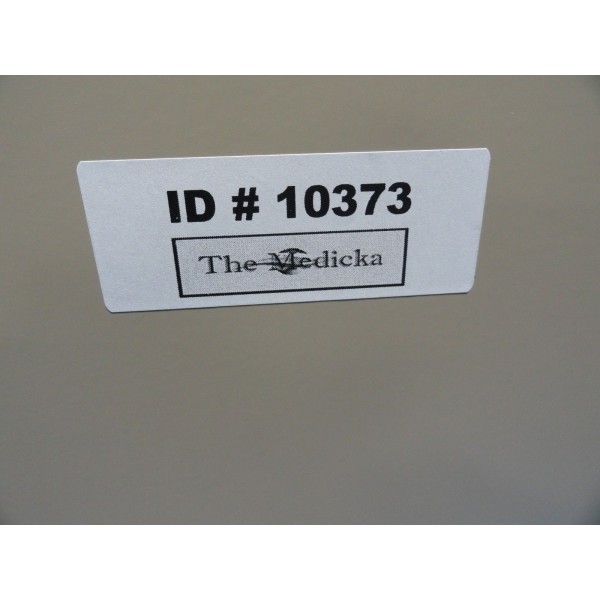 ID # 10373
The Medicka